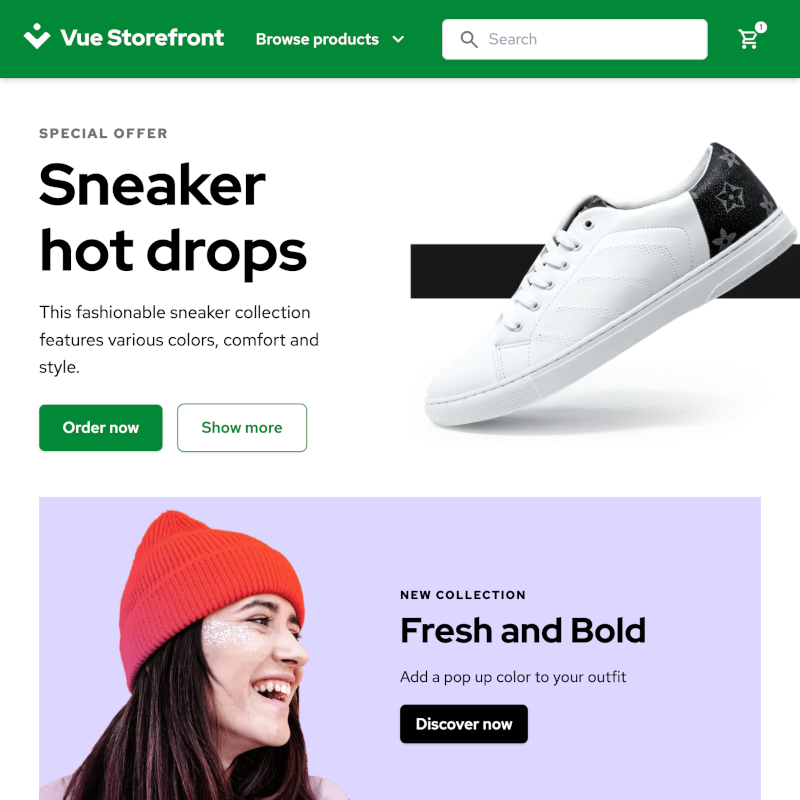 Vue Storefront
Browse products
Search
1
SPECIAL OFFER
Sneaker
hot drops
This fashionable sneaker collection
features various colors, comfort and
style.
Order now
Show more
NEW COLLECTION
Fresh and Bold
Add a pop up color to your outfit
Discover now